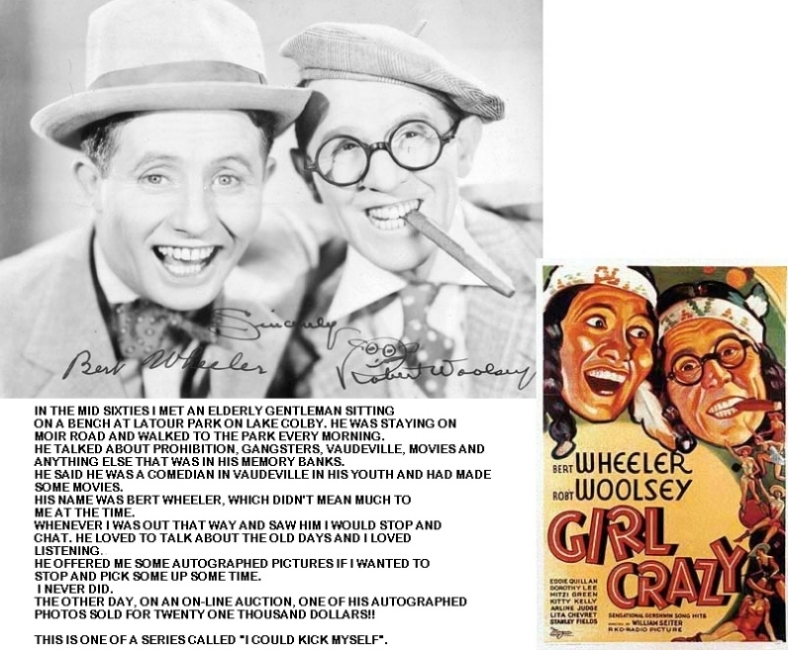 Sincerely
Bert Wheeler
Robert Woolsey
IN THE MID SIXTIES I MET AN ELDERLY GENTLEMAN SITTING
ON A BENCH AT LATOUR PARK ON LAKE COLBY. HE WAS STAYING ON
MOIR ROAD AND WALKED TO THE PARK EVERY MORNING.
HE TALKED ABOUT PROHIBITION, GANGSTERS, VAUDEVILLE, MOVIES AND
ANYTHING ELSE THAT WAS IN HIS MEMORY BANKS.
HE SAID HE WAS A COMEDIAN IN VAUDEVILLE IN HIS YOUTH AND HAD MADE
SOME MOVIES.
HIS NAME WAS BERT WHEELER, WHICH DIDN'T MEAN MUCH TO
ME AT THE TIME.
WHENEVER I WAS OUT THAT WAY AND SAW HIM I WOULD STOP AND
CHAT. HE LOVED TO TALK ABOUT THE OLD DAYS AND I LOVED
LISTENING.
HE OFFERED ME SOME AUTOGRAPHED PICTURES IF I WANTED TO
STOP AND PICK SOME UP SOME TIME.
I NEVER DID.
THE OTHER DAY, ON AN ON-LINE AUCTION, ONE OF HIS AUTOGRAPHED
PHOTOS SOLD FOR TWENTY ONE THOUSAND DOLLARS!!
THIS IS ONE OF A SERIES CALLED "I COULD KICK MYSELF".
BERT WHEELER
ROBT WOOLSEY
GIRL
CRAZY
EDDIE QUILLAN
DOROTHY LEE
MITZI GREEN
KITTY KELLY
ARLINE JUDGE
LITA CHEVRET
STANLEY FIELDS
SENSATIONAL GERSHWIN SONG HITS
WILLIAM SEITER
RKO-RADIO PICTURE